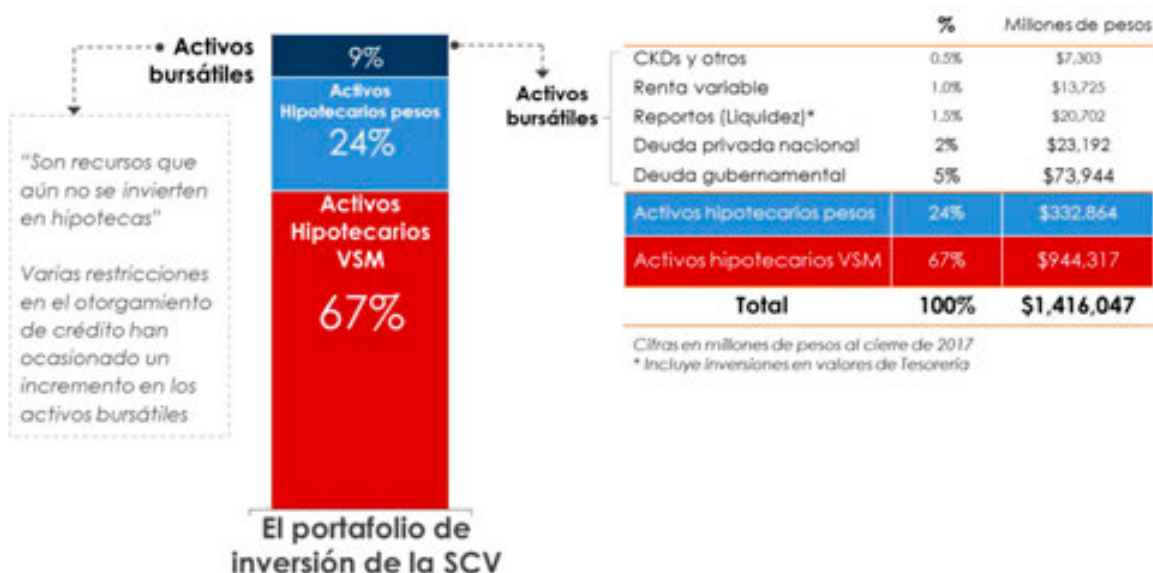 Activos
bursátiles
"Son recursos que
aún no se invierten
en hipotecas"
Varias restricciones
en el otorgamiento
de crédito han
ocasionado un
incremento en los
activos bursátiles
9%
Activos
Hipotecarios pesos
24%
Activos
Hipotecarios
VSM
67%
El portafolio de
inversión de la SCV
Activos
bursátiles
% Millones de pesos
CKDs y otros 0.5% $7,303
Renta variable 1.0% $13,725
Reportos (Liquidez)* 1.5% $20,702
Deuda privada nacional 2% $23,192
Deuda gubernamental 5% $73,944
Activos hipotecarios pesos 24% $332,864
Activos hipotecarios VSM 67% $944,317
Total 100% $1,416,047
Cifras en millones de pesos al cierre de 2017
* Incluye inversiones en valores de Tesorería